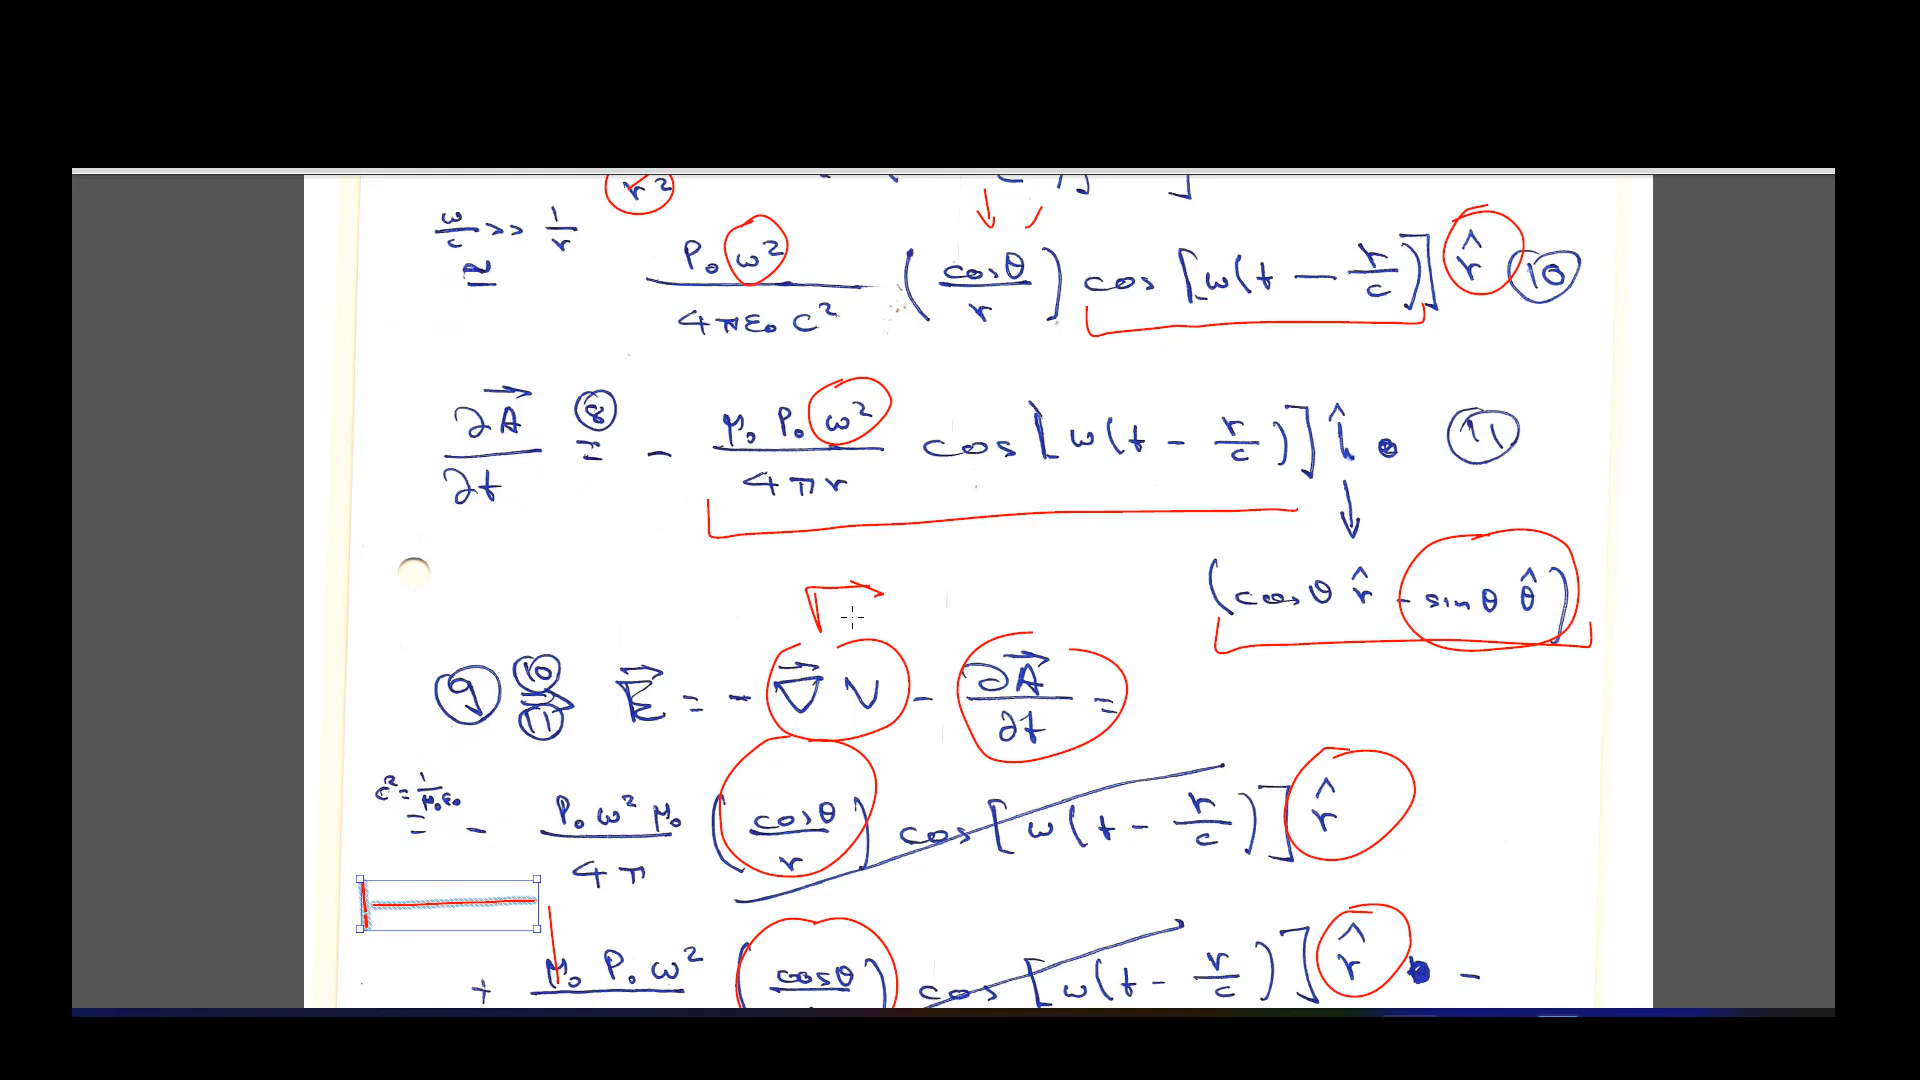 r²
ω/c >> 1/r ≃ P₀ω²/4πε₀c² (cosθ/r) cos[ω(t − r/c)] r̂ ⑩
∂A⃗/∂t ⑧= − μ₀P₀ω²/4πr cos[ω(t − r/c)] k̂ . ⑪
(cosθ r̂ − sinθ θ̂)
⑨ ⑩ ⇒ ⑪ E⃗ = − ∇⃗V − ∂A⃗/∂t =
c² = 1/μ₀ε₀ = − P₀ω²μ₀/4π (cosθ/r) cos[ω(t − r/c)] r̂
+ μ₀P₀ω² (cosθ) cos[ω(t − r/c)] r̂ −